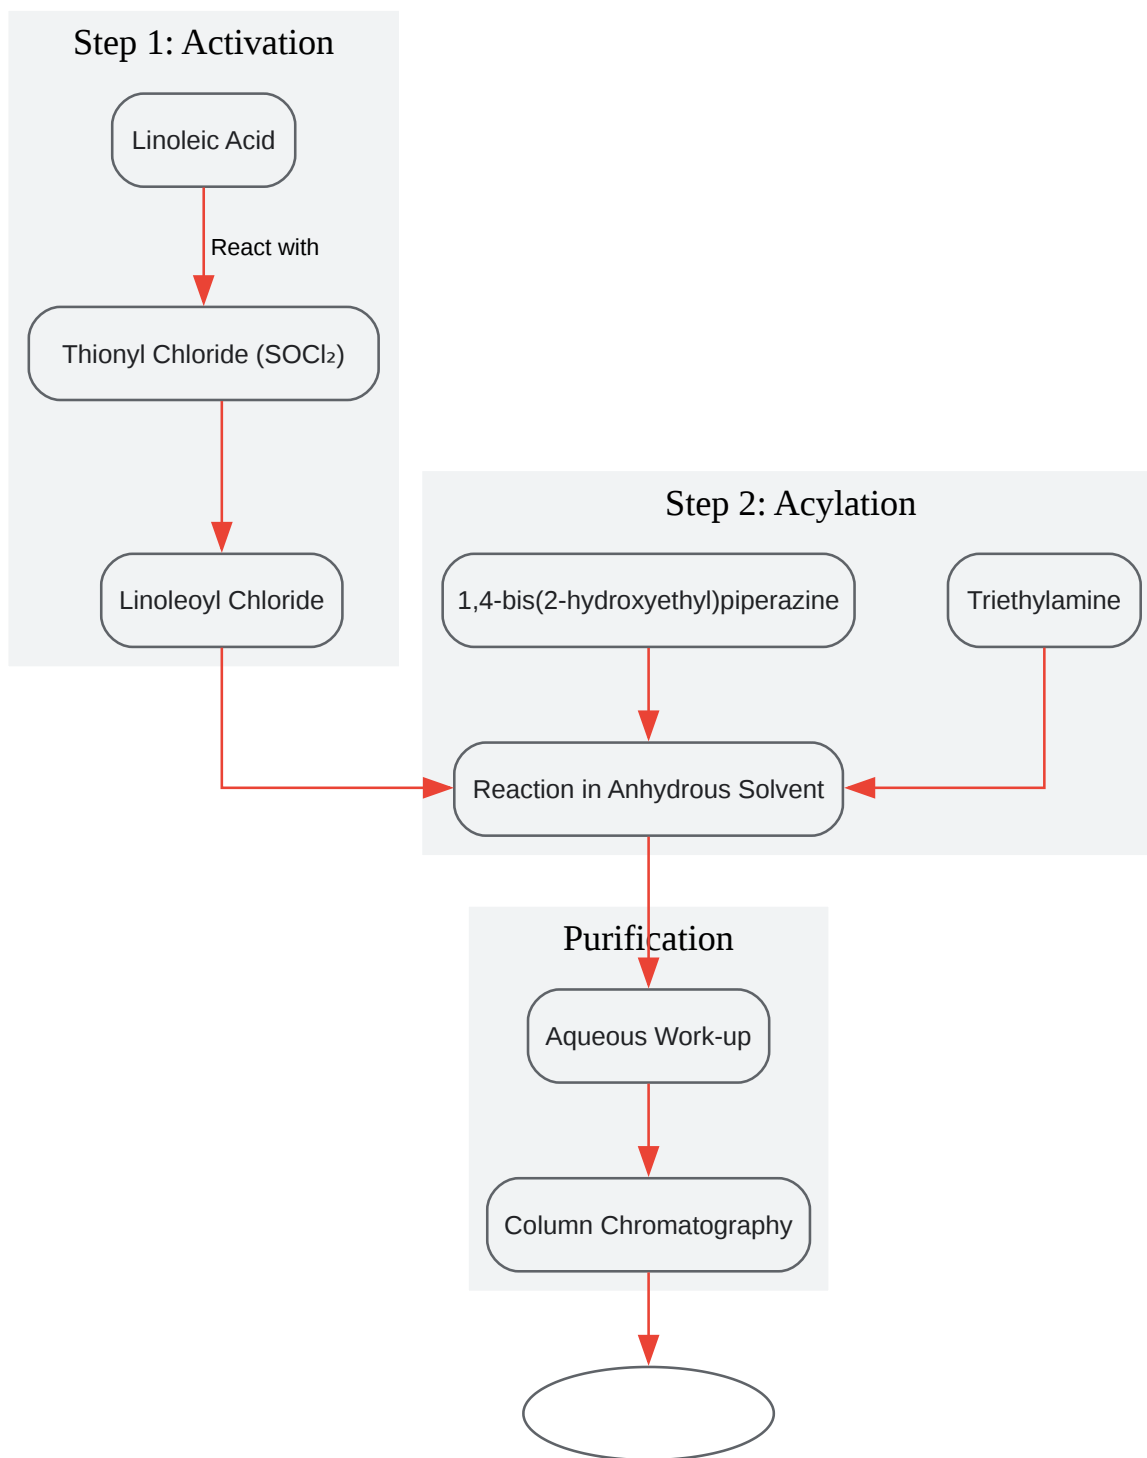 Step 1: Activation
Linoleic Acid
React with
Thionyl Chloride (SOCl₂)
Linoleoyl Chloride
Step 2: Acylation
1,4-bis(2-hydroxyethyl)piperazine
Triethylamine
Reaction in Anhydrous Solvent
Purification
Aqueous Work-up
Column Chromatography